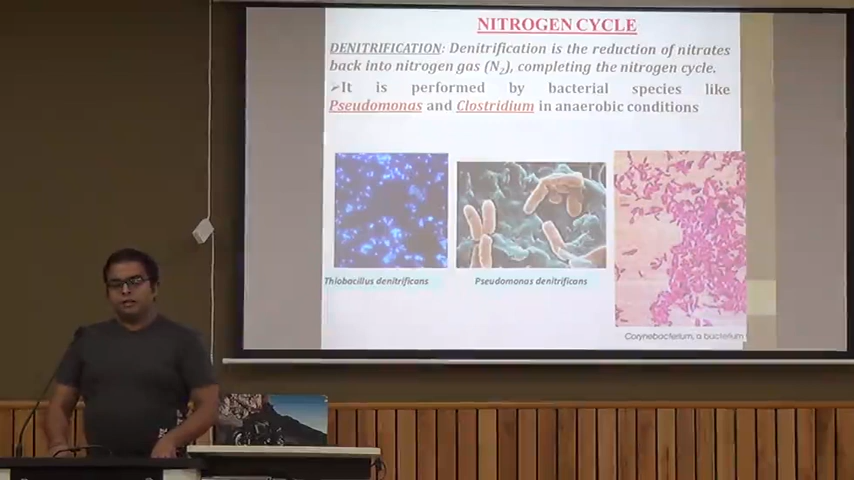 NITROGEN CYCLE
DENITRIFICATION: Denitrification is the reduction of nitrates
back into nitrogen gas (N₂), completing the nitrogen cycle.
➢It is performed by bacterial species like
Pseudomonas and Clostridium in anaerobic conditions
Thiobacillus denitrificans
Pseudomonas denitrificans
Corynebacterium, a bacterium